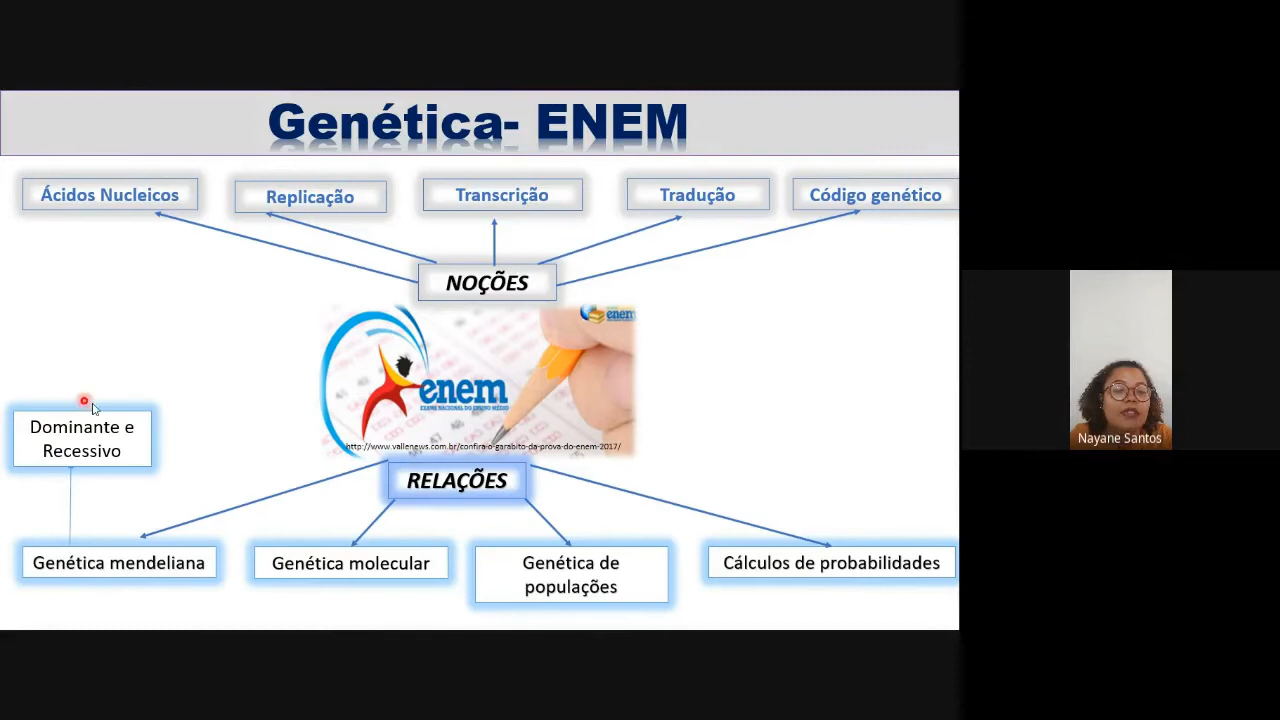 Genética- ENEM
Ácidos Nucleicos
Replicação
Transcrição
Tradução
Código genético
NOÇÕES
enem
enem
EXAME NACIONAL DO ENSINO MÉDIO
http://www.vallenews.com.br/confira-o-garabito-da-prova-do-enem-2017/
Dominante e
Recessivo
RELAÇÕES
Genética mendeliana
Genética molecular
Genética de
populações
Cálculos de probabilidades
Nayane Santos